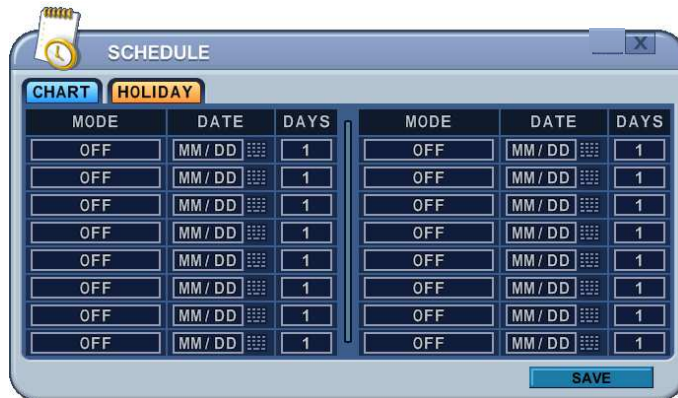 SCHEDULE X
CHART HOLIDAY
MODE DATE DAYS MODE DATE DAYS
OFF MM / DD 1 OFF MM / DD 1
OFF MM / DD 1 OFF MM / DD 1
OFF MM / DD 1 OFF MM / DD 1
OFF MM / DD 1 OFF MM / DD 1
OFF MM / DD 1 OFF MM / DD 1
OFF MM / DD 1 OFF MM / DD 1
OFF MM / DD 1 OFF MM / DD 1
OFF MM / DD 1 OFF MM / DD 1
SAVE